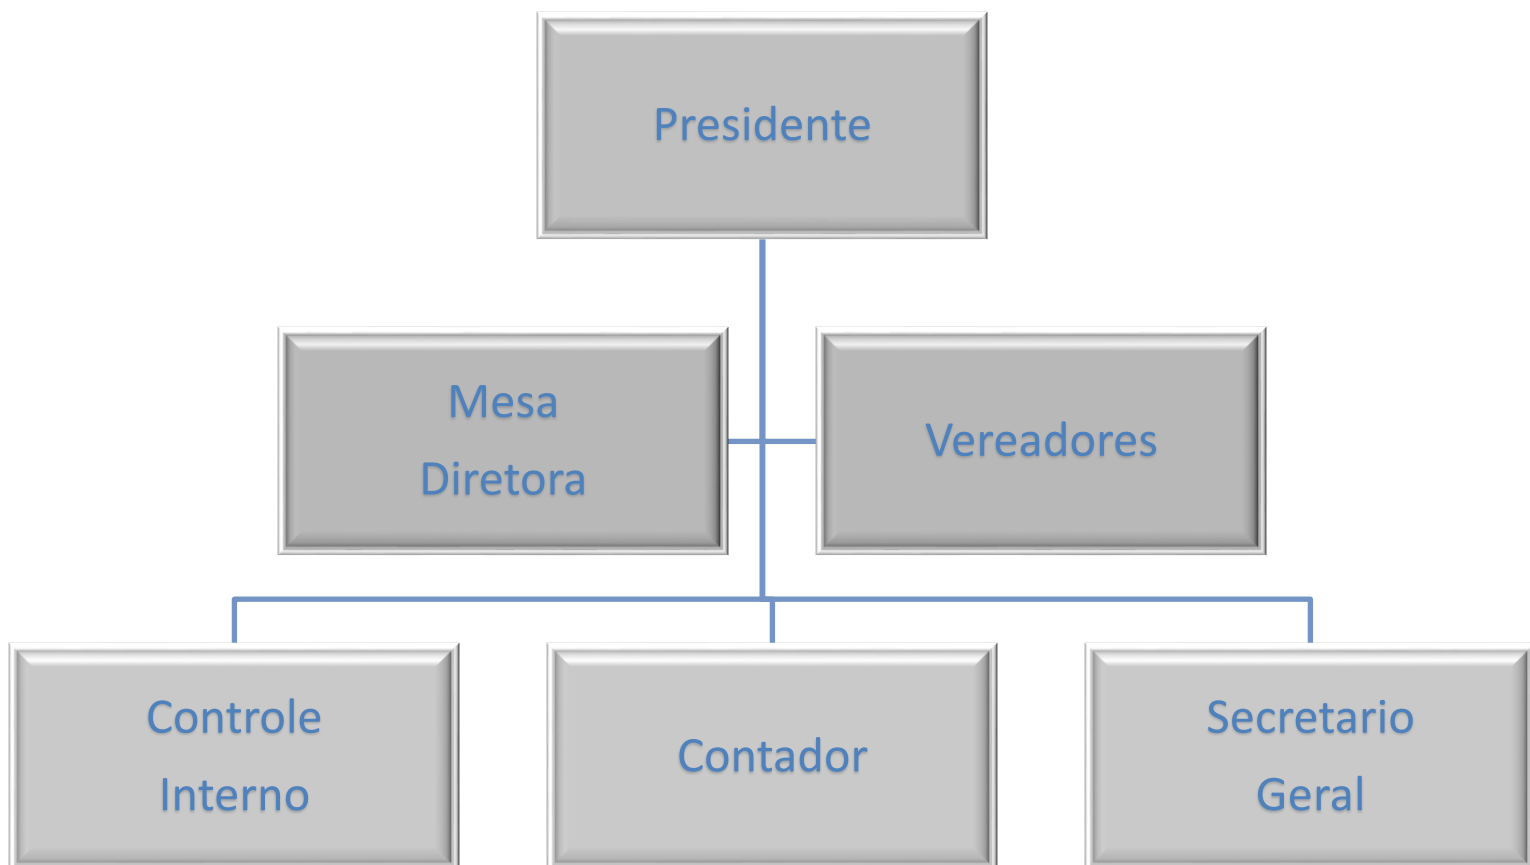 Presidente
Mesa
Diretora
Vereadores
Controle
Interno
Contador
Secretario
Geral